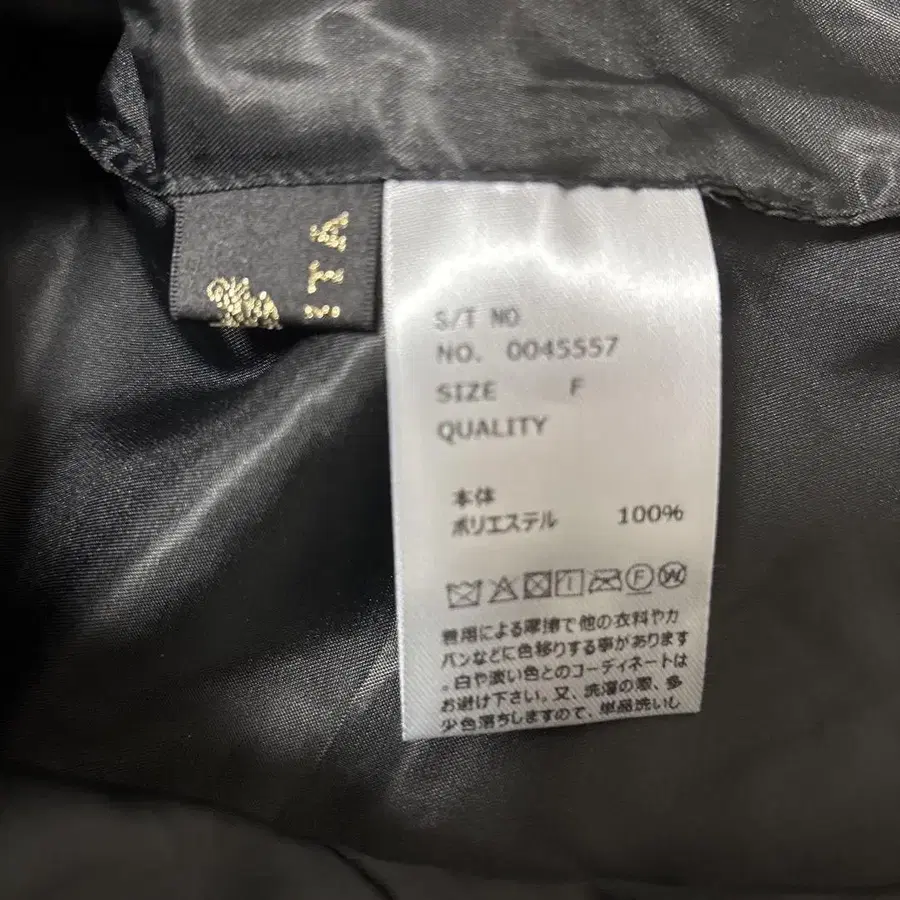 ITA
S/T NO
NO. 0045557
SIZE F
QUALITY
本体
ポリエステル 100%
F W
着用による摩擦で他の衣料やカ
バンなどに色移りする事があります
。白や濃い色とのコーディネートは
お避け下さい。又、洗濯の際、多
少色落ちしますので、単品洗いし